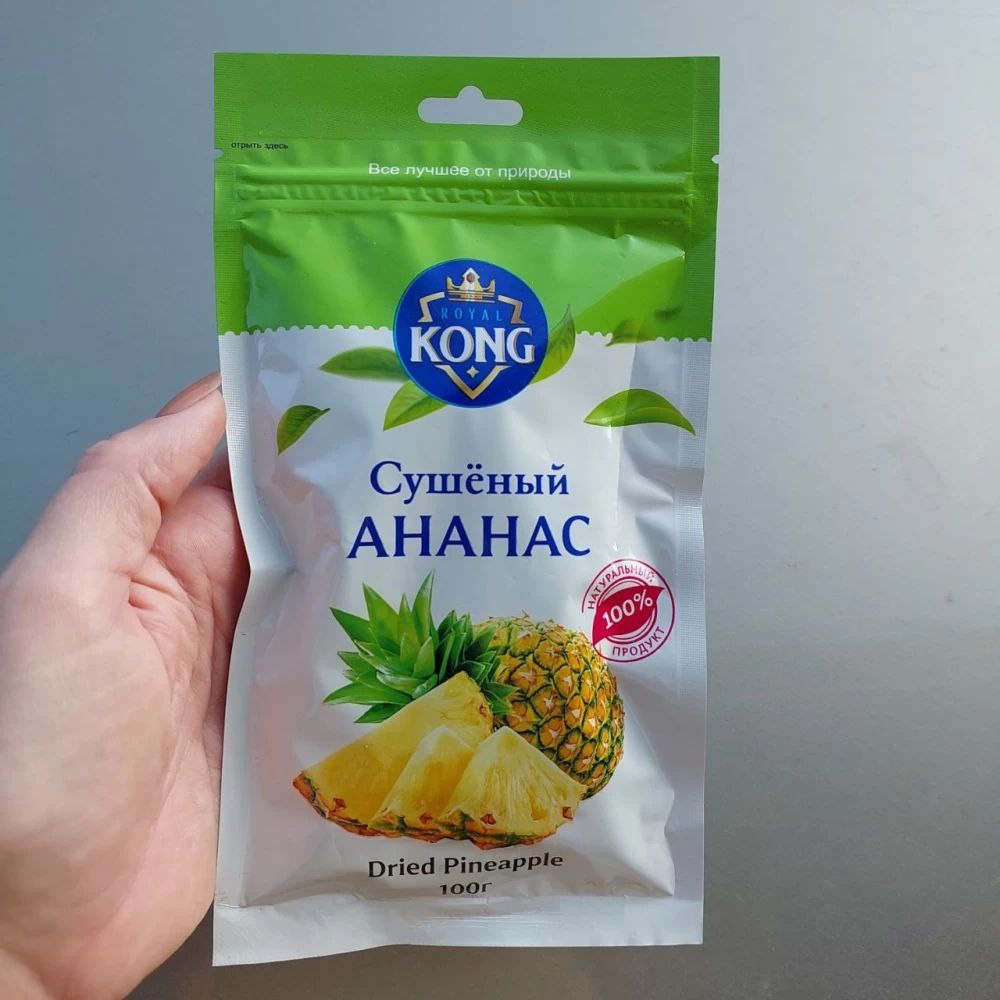 отрыть здесь
Все лучшее от природы
ROYAL
KONG
Сушёный
АНАНАС
НАТУРАЛЬНЫЙ
100%
ПРОДУКТ
Dried Pineapple
100г